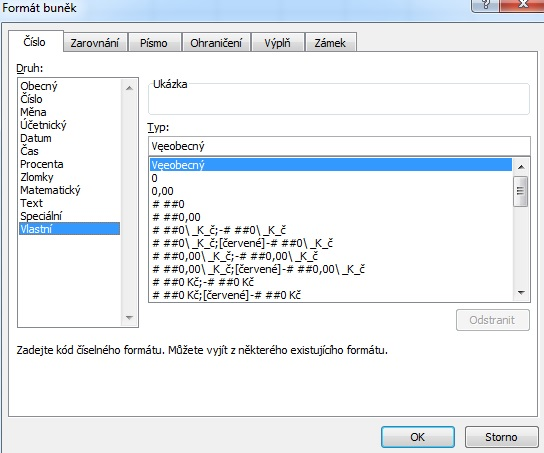 Formát buněk
Číslo
Zarovnání
Písmo
Ohraničení
Výplň
Zámek
Druh:
Obecný
Číslo
Měna
Účetnický
Datum
Čas
Procenta
Zlomky
Matematický
Text
Speciální
Vlastní
Ukázka
Typ:
Vęeobecný
Vęeobecný
0
0,00
# ##0
# ##0,00
# ##0\ _K_č;-# ##0\ _K_č
# ##0\ _K_č;[červené]-# ##0\ _K_č
# ##0,00\ _K_č;-# ##0,00\ _K_č
# ##0,00\ _K_č;[červené]-# ##0,00\ _K_č
# ##0 Kč;-# ##0 Kč
# ##0 Kč;[červené]-# ##0 Kč
Odstranit
Zadejte kód číselného formátu. Můžete vyjít z některého existujícího formátu.
OK
Storno